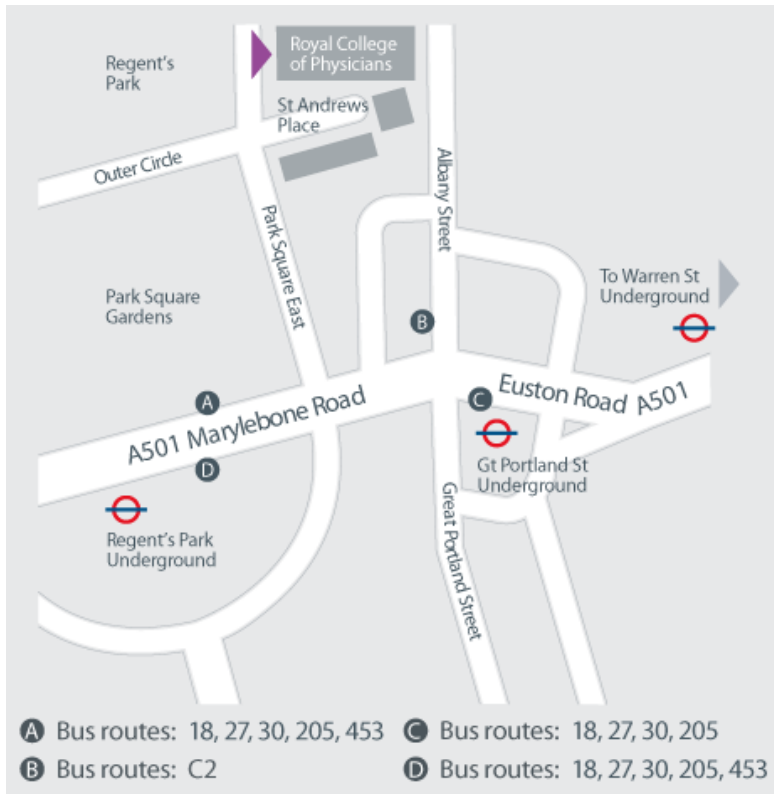 Regent's
Park
Royal College
of Physicians
St Andrews
Place
Outer Circle
Albany Street
Park Square East
Park Square
Gardens
To Warren St
Underground
B
A
C
Euston Road A501
A501 Marylebone Road
D
Gt Portland St
Underground
Regent's Park
Underground
Great Portland Street
A Bus routes: 18, 27, 30, 205, 453
C Bus routes: 18, 27, 30, 205
B Bus routes: C2
D Bus routes: 18, 27, 30, 205, 453